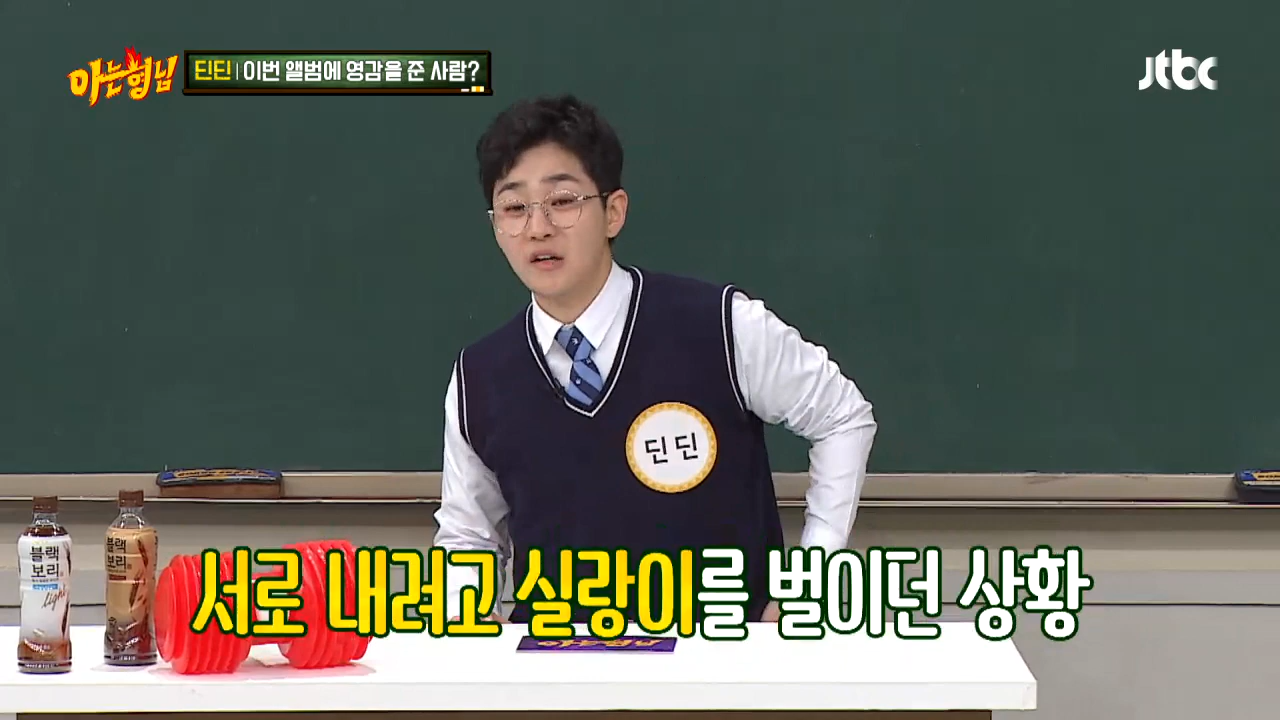 아는형님
딘딘 | 이번 앨범에 영감을 준 사람?
jtbc
딘딘
블랙
보리
Light
블랙
보리
서로 내려고 실랑이를 벌이던 상황